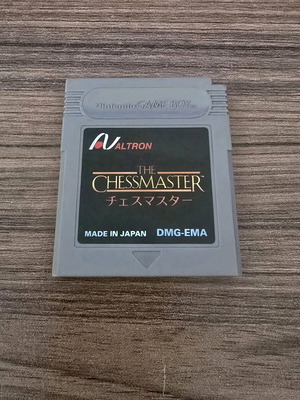 Nintendo GAME BOY
ALTRON
THE
CHESSMASTER
チェスマスター
MADE IN JAPAN DMG-EMA